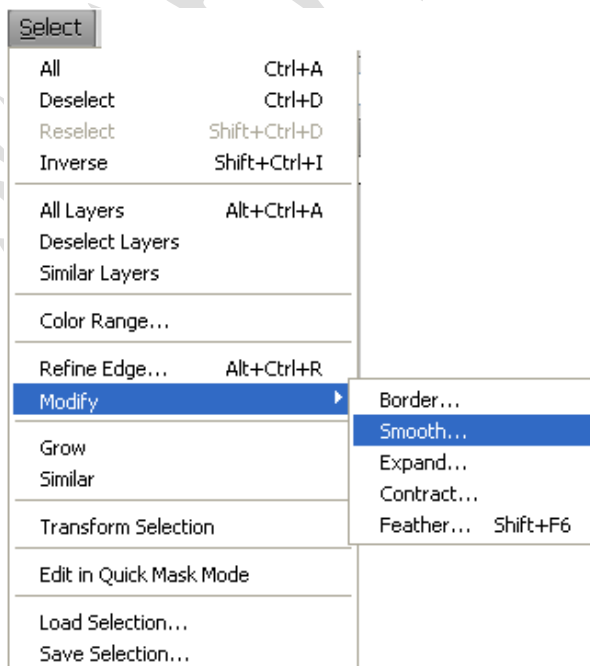 Select
All Ctrl+A
Deselect Ctrl+D
Reselect Shift+Ctrl+D
Inverse Shift+Ctrl+I
All Layers Alt+Ctrl+A
Deselect Layers
Similar Layers
Color Range...
Refine Edge... Alt+Ctrl+R
Modify
Border...
Smooth...
Expand...
Contract...
Feather... Shift+F6
Grow
Similar
Transform Selection
Edit in Quick Mask Mode
Load Selection...
Save Selection...